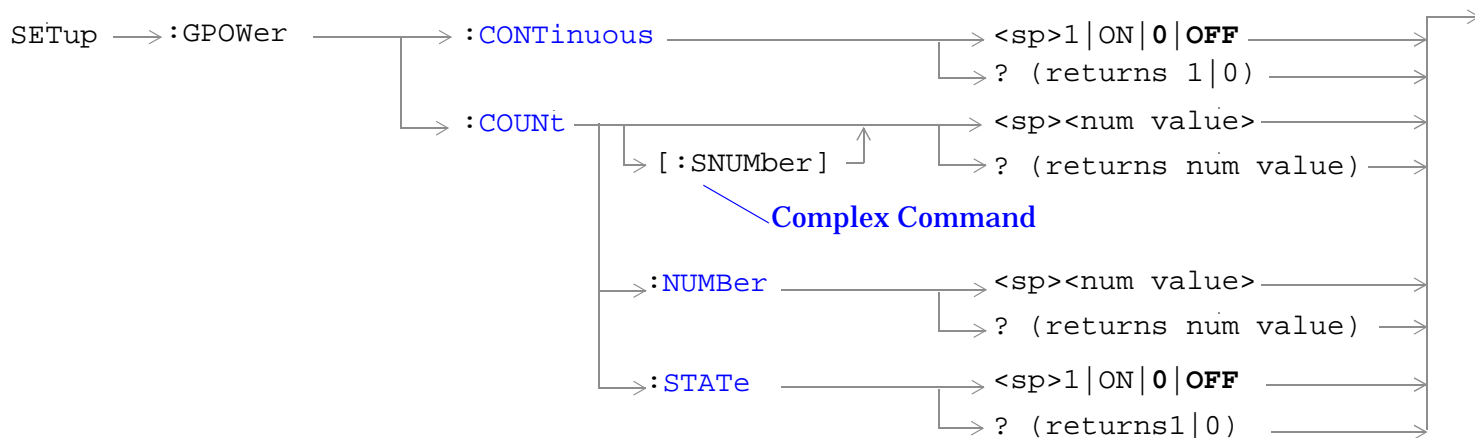 SETup :GPOWer :CONTinuous <sp>1|ON|0|OFF
? (returns 1|0)
:COUNt <sp><num value>
[:SNUMber] ? (returns num value)
Complex Command
:NUMBer <sp><num value>
? (returns num value)
:STATe <sp>1|ON|0|OFF
? (returns1|0)